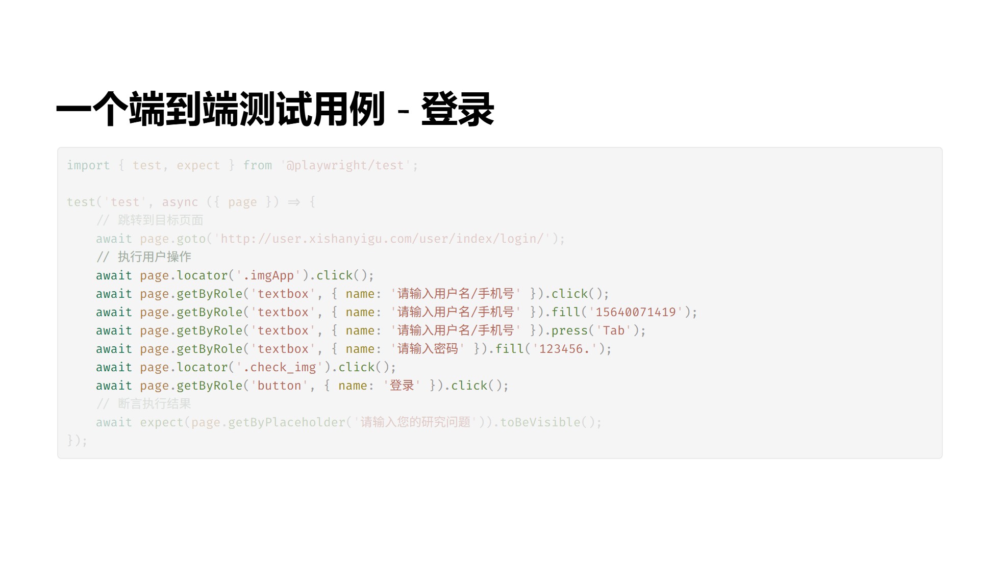 一个端到端测试用例 - 登录
import { test, expect } from '@playwright/test';
test('test', async ({ page }) => {
// 跳转到目标页面
await page.goto('http://user.xishanyigu.com/user/index/login/');
// 执行用户操作
await page.locator('.imgApp').click();
await page.getByRole('textbox', { name: '请输入用户名/手机号' }).click();
await page.getByRole('textbox', { name: '请输入用户名/手机号' }).fill('15640071419');
await page.getByRole('textbox', { name: '请输入用户名/手机号' }).press('Tab');
await page.getByRole('textbox', { name: '请输入密码' }).fill('123456.');
await page.locator('.check_img').click();
await page.getByRole('button', { name: '登录' }).click();
// 断言执行结果
await expect(page.getByPlaceholder('请输入您的研究问题')).toBeVisible();
});